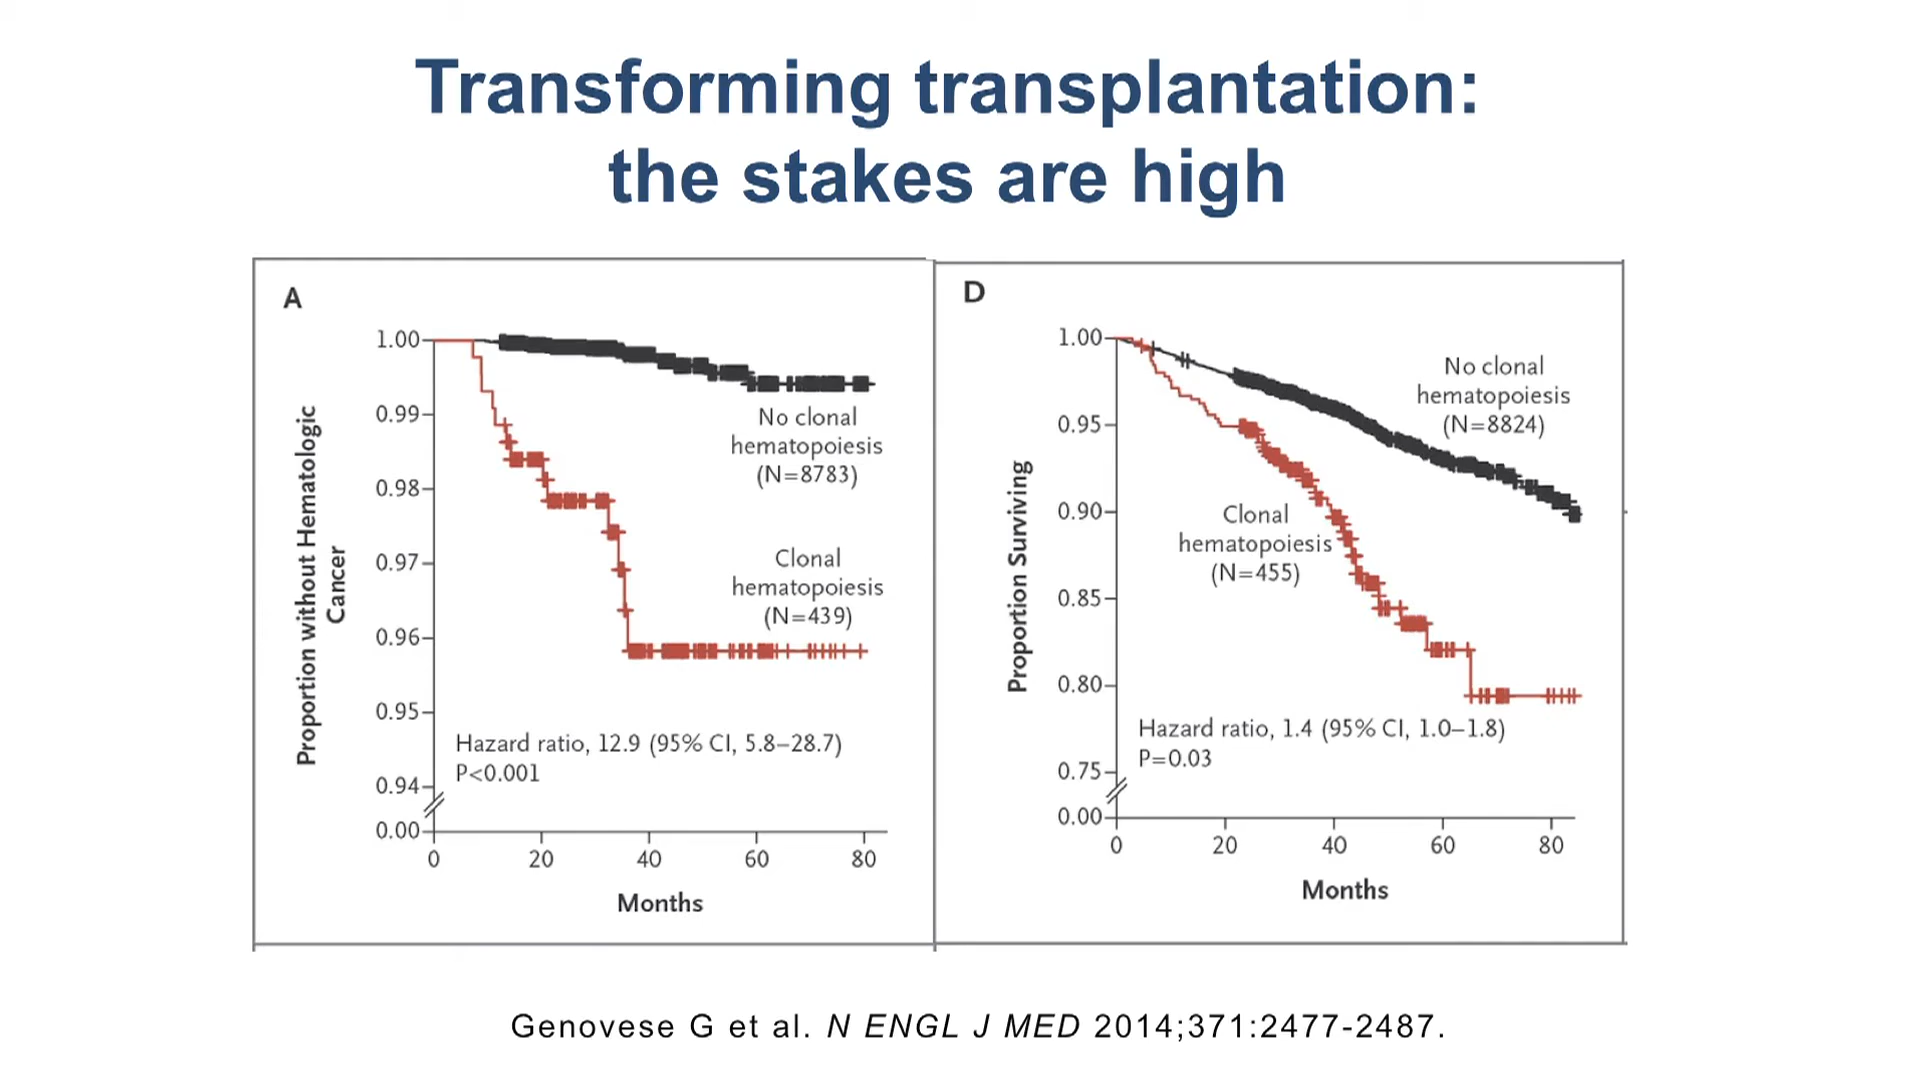 Transforming transplantation:
the stakes are high
A
Proportion without Hematologic
Cancer
1.00
0.99
0.98
0.97
0.96
0.95
0.94
0.00
No clonal
hematopoiesis
(N=8783)
Clonal
hematopoiesis
(N=439)
Hazard ratio, 12.9 (95% CI, 5.8–28.7)
P<0.001
0 20 40 60 80
Months
D
Proportion Surviving
1.00
0.95
0.90
0.85
0.80
0.75
0.00
No clonal
hematopoiesis
(N=8824)
Clonal
hematopoiesis
(N=455)
Hazard ratio, 1.4 (95% CI, 1.0–1.8)
P=0.03
0 20 40 60 80
Months
Genovese G et al. N ENGL J MED 2014;371:2477-2487.